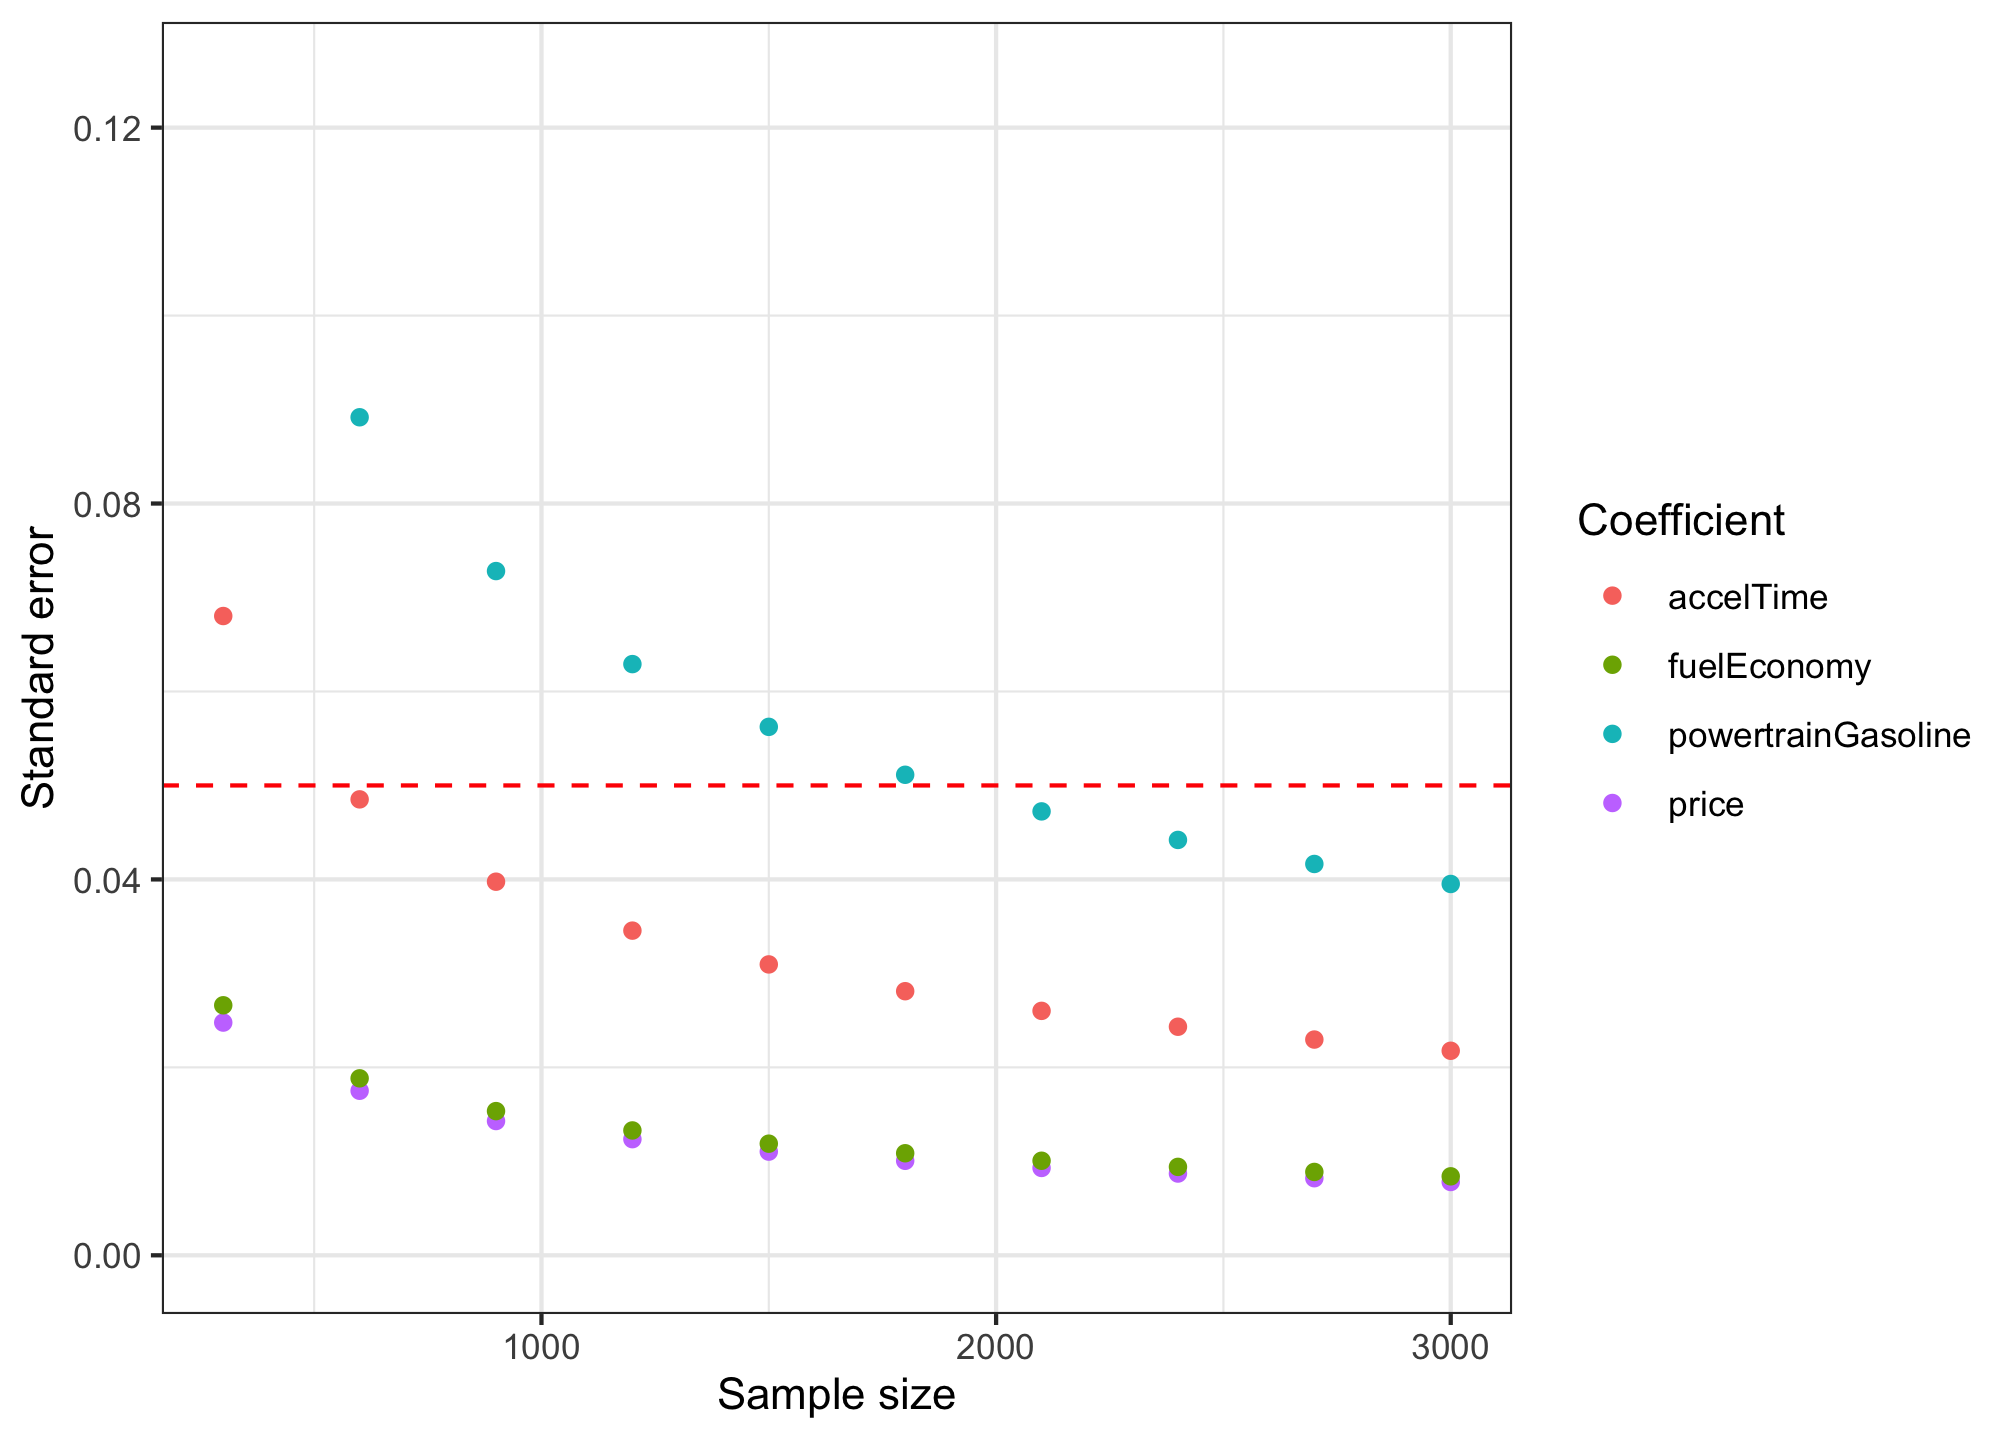 0.12
0.08
0.04
0.00
Standard error
1000
2000
3000
Sample size
Coefficient
accelTime
fuelEconomy
powertrainGasoline
price